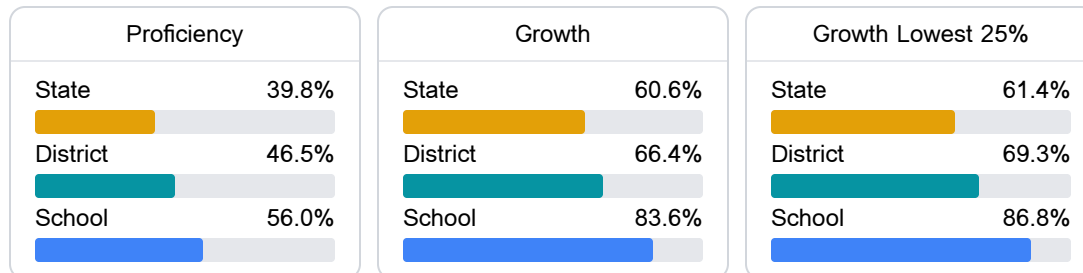 Proficiency
State 39.8%
District 46.5%
School 56.0%
Growth
State 60.6%
District 66.4%
School 83.6%
Growth Lowest 25%
State 61.4%
District 69.3%
School 86.8%